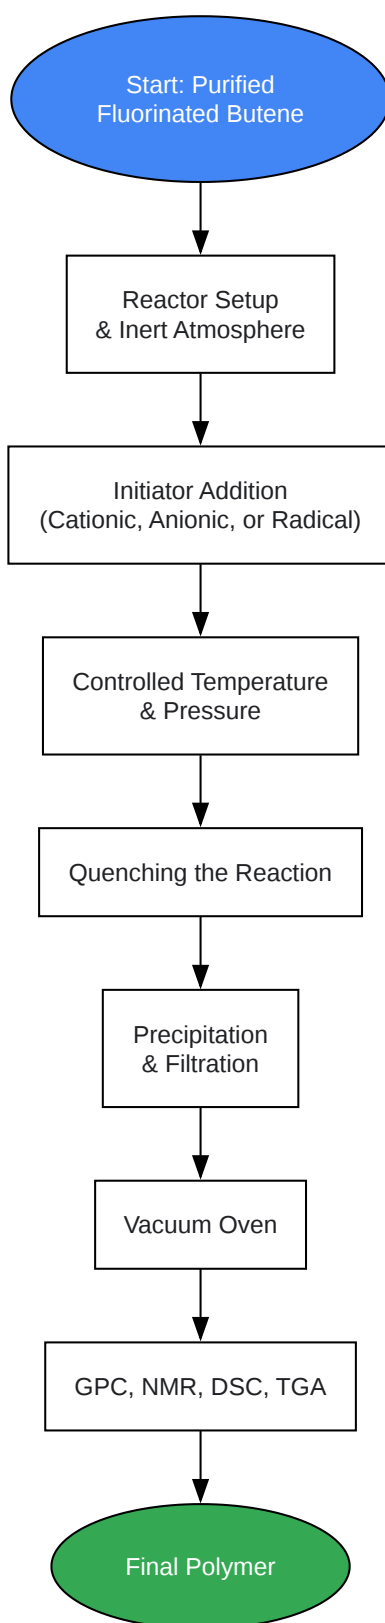 Start: Purified
Fluorinated Butene
Reactor Setup
& Inert Atmosphere
Initiator Addition
(Cationic, Anionic, or Radical)
Controlled Temperature
& Pressure
Quenching the Reaction
Precipitation
& Filtration
Vacuum Oven
GPC, NMR, DSC, TGA
Final Polymer